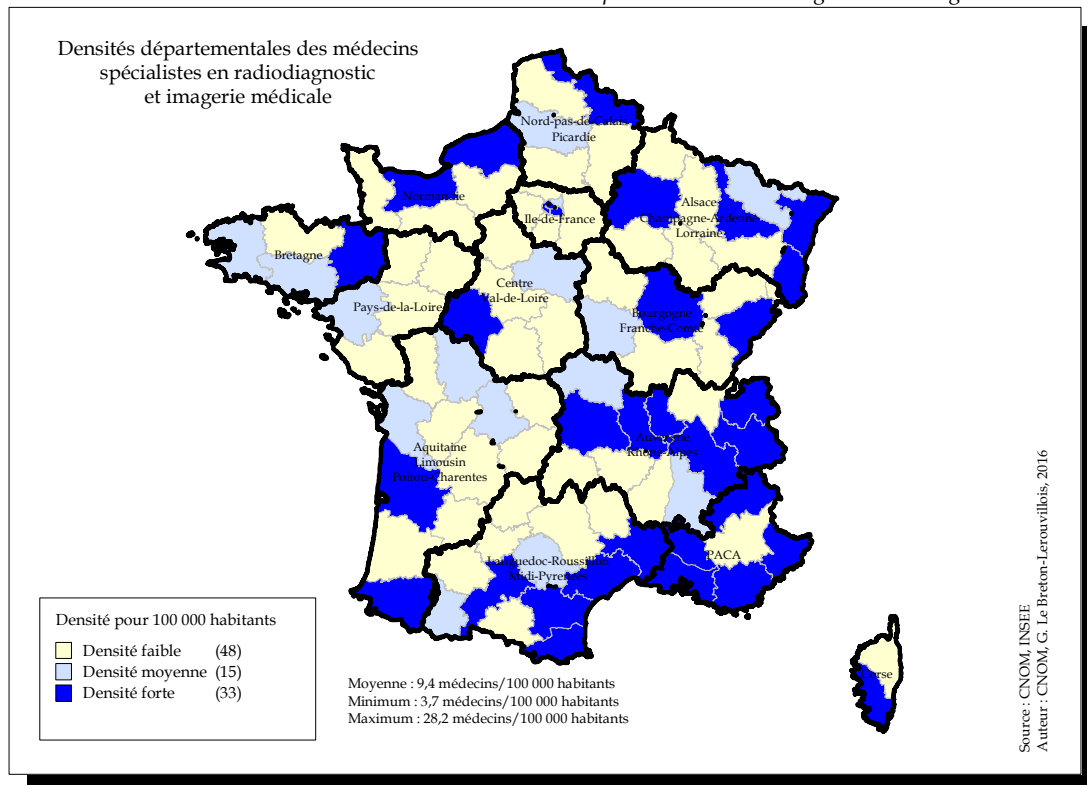 Densités départementales des médecins
spécialistes en radiodiagnostic
et imagerie médicale
Nord-pas-de-Calais
Picardie
Normandie
Ile-de-France
Alsace
Champagne-Ardenne
Lorraine
Bretagne
Pays-de-la-Loire
Centre
Val-de-Loire
Bourgogne
Franche-Comté
Aquitaine
Limousin
Poitou-Charentes
Auvergne
Rhône-Alpes
PACA
Languedoc-Roussillon
Midi-Pyrénées
Corse
Densité pour 100 000 habitants
Densité faible (48)
Densité moyenne (15)
Densité forte (33)
Moyenne : 9,4 médecins/100 000 habitants
Minimum : 3,7 médecins/100 000 habitants
Maximum : 28,2 médecins/100 000 habitants
Source : CNOM, INSEE
Auteur : CNOM, G. Le Breton-Lerouvillois, 2016